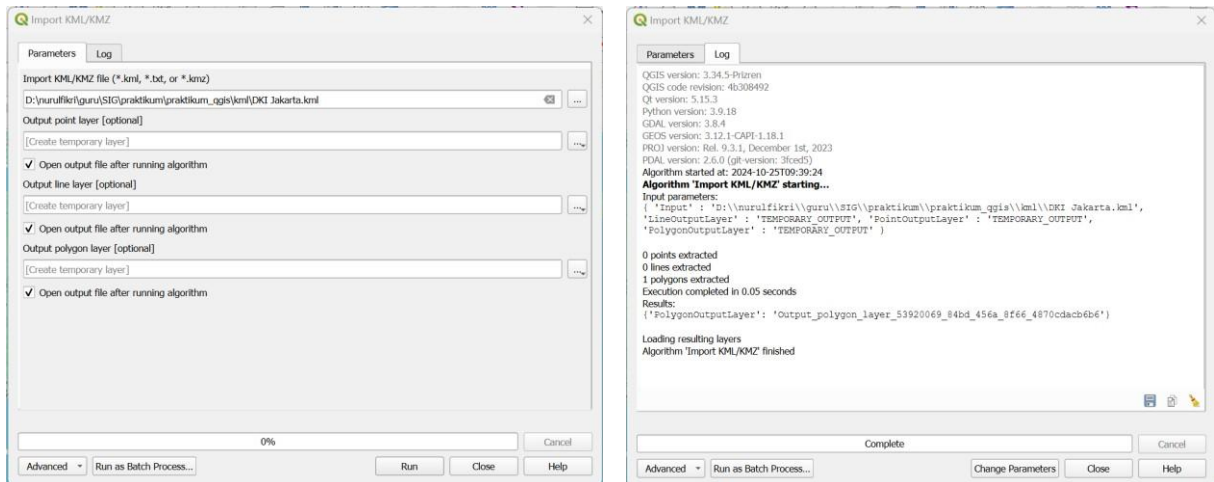 Import KML/KMZ
Parameters Log
Import KML/KMZ file (*.kml, *.txt, or *.kmz)
D:\nurulfikri\guru\SIG\praktikum\praktikum_qgis\kml\DKI Jakarta.kml
...
Output point layer [optional]
[Create temporary layer]
...
Open output file after running algorithm
Output line layer [optional]
[Create temporary layer]
...
Open output file after running algorithm
Output polygon layer [optional]
[Create temporary layer]
...
Open output file after running algorithm
0% Cancel
Advanced Run as Batch Process... Run Close Help
Import KML/KMZ
Parameters Log
QGIS version: 3.34.5-Prizren
QGIS code revision: 4b308492
Qt version: 5.15.3
Python version: 3.9.18
GDAL version: 3.8.4
GEOS version: 3.12.1-CAPI-1.18.1
PROJ version: Rel. 9.3.1, December 1st, 2023
PDAL version: 2.6.0 (git-version: 3fced5)
Algorithm started at: 2024-10-25T09:39:24
Algorithm 'Import KML/KMZ' starting...
Input parameters:
{ 'Input' : 'D:\\nurulfikri\\guru\\SIG\\praktikum\\praktikum_qgis\\kml\\DKI Jakarta.kml',
'LineOutputLayer' : 'TEMPORARY_OUTPUT', 'PointOutputLayer' : 'TEMPORARY_OUTPUT',
'PolygonOutputLayer' : 'TEMPORARY_OUTPUT' }
0 points extracted
0 lines extracted
1 polygons extracted
Execution completed in 0.05 seconds
Results:
{'PolygonOutputLayer': 'Output_polygon_layer_53920069_84bd_456a_8f66_4870cdacb6b6'}
Loading resulting layers
Algorithm 'Import KML/KMZ' finished
Complete Cancel
Advanced Run as Batch Process... Change Parameters Close Help